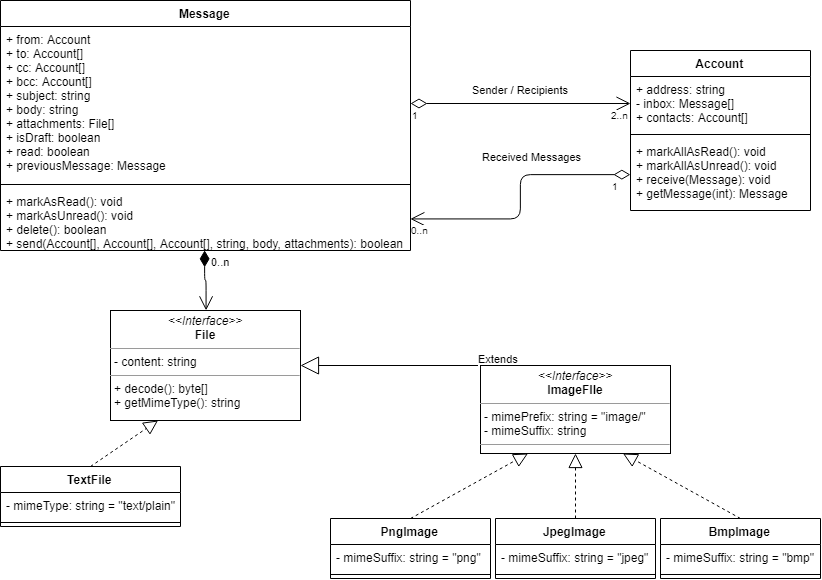 Message
+ from: Account
+ to: Account[]
+ cc: Account[]
+ bcc: Account[]
+ subject: string
+ body: string
+ attachments: File[]
+ isDraft: boolean
+ read: boolean
+ previousMessage: Message
+ markAsRead(): void
+ markAsUnread(): void
+ delete(): boolean
+ send(Account[], Account[], Account[], string, body, attachments): boolean
Sender / Recipients
1
2..n
Received Messages
1
0..n
Account
+ address: string
- inbox: Message[]
+ contacts: Account[]
+ markAllAsRead(): void
+ markAllAsUnread(): void
+ receive(Message): void
+ getMessage(int): Message
0..n
<<Interface>>
File
- content: string
+ decode(): byte[]
+ getMimeType(): string
Extends
<<Interface>>
ImageFIle
- mimePrefix: string = "image/"
- mimeSuffix: string
TextFile
- mimeType: string = "text/plain"
PngImage
- mimeSuffix: string = "png"
JpegImage
- mimeSuffix: string = "jpeg"
BmpImage
- mimeSuffix: string = "bmp"